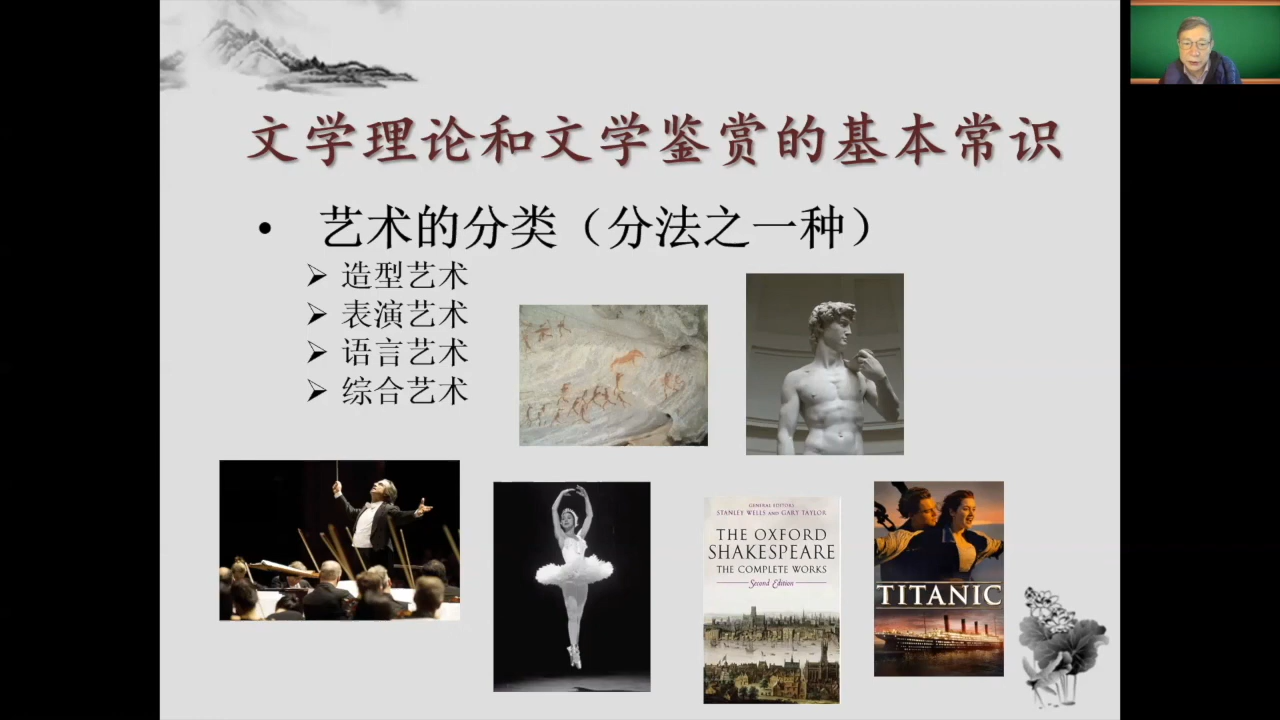 文学理论和文学鉴赏的基本常识
• 艺术的分类（分法之一种）
➢ 造型艺术
➢ 表演艺术
➢ 语言艺术
➢ 综合艺术
GENERAL EDITORS
STANLEY WELLS AND GARY TAYLOR
THE OXFORD
SHAKESPEARE
THE COMPLETE WORKS
Second Edition
TITANIC